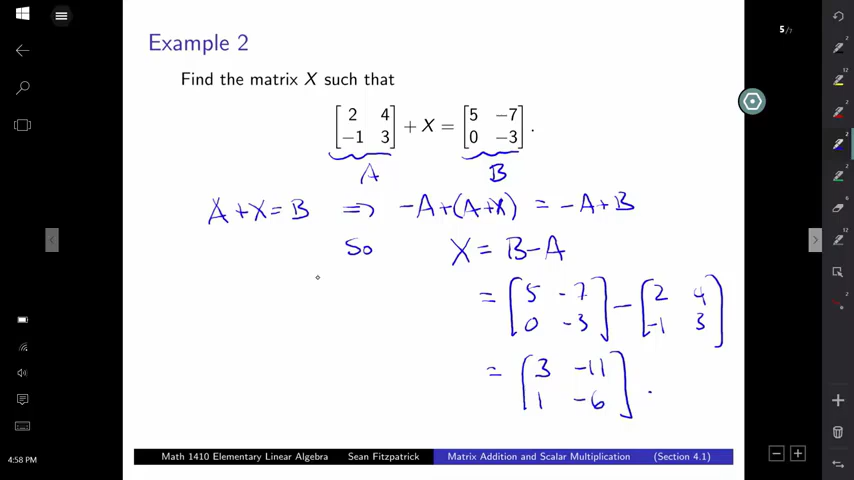 5/7
Example 2
Find the matrix X such that
[2 4; −1 3] + X = [5 −7; 0 −3].
A B
A+X=B ⇒ -A+(A+X) = -A+B
So X = B-A
= [5 -7; 0 -3] - [2 4; -1 3]
= [3 -11; 1 -6].
Math 1410 Elementary Linear Algebra Sean Fitzpatrick Matrix Addition and Scalar Multiplication (Section 4.1)
4:58 PM